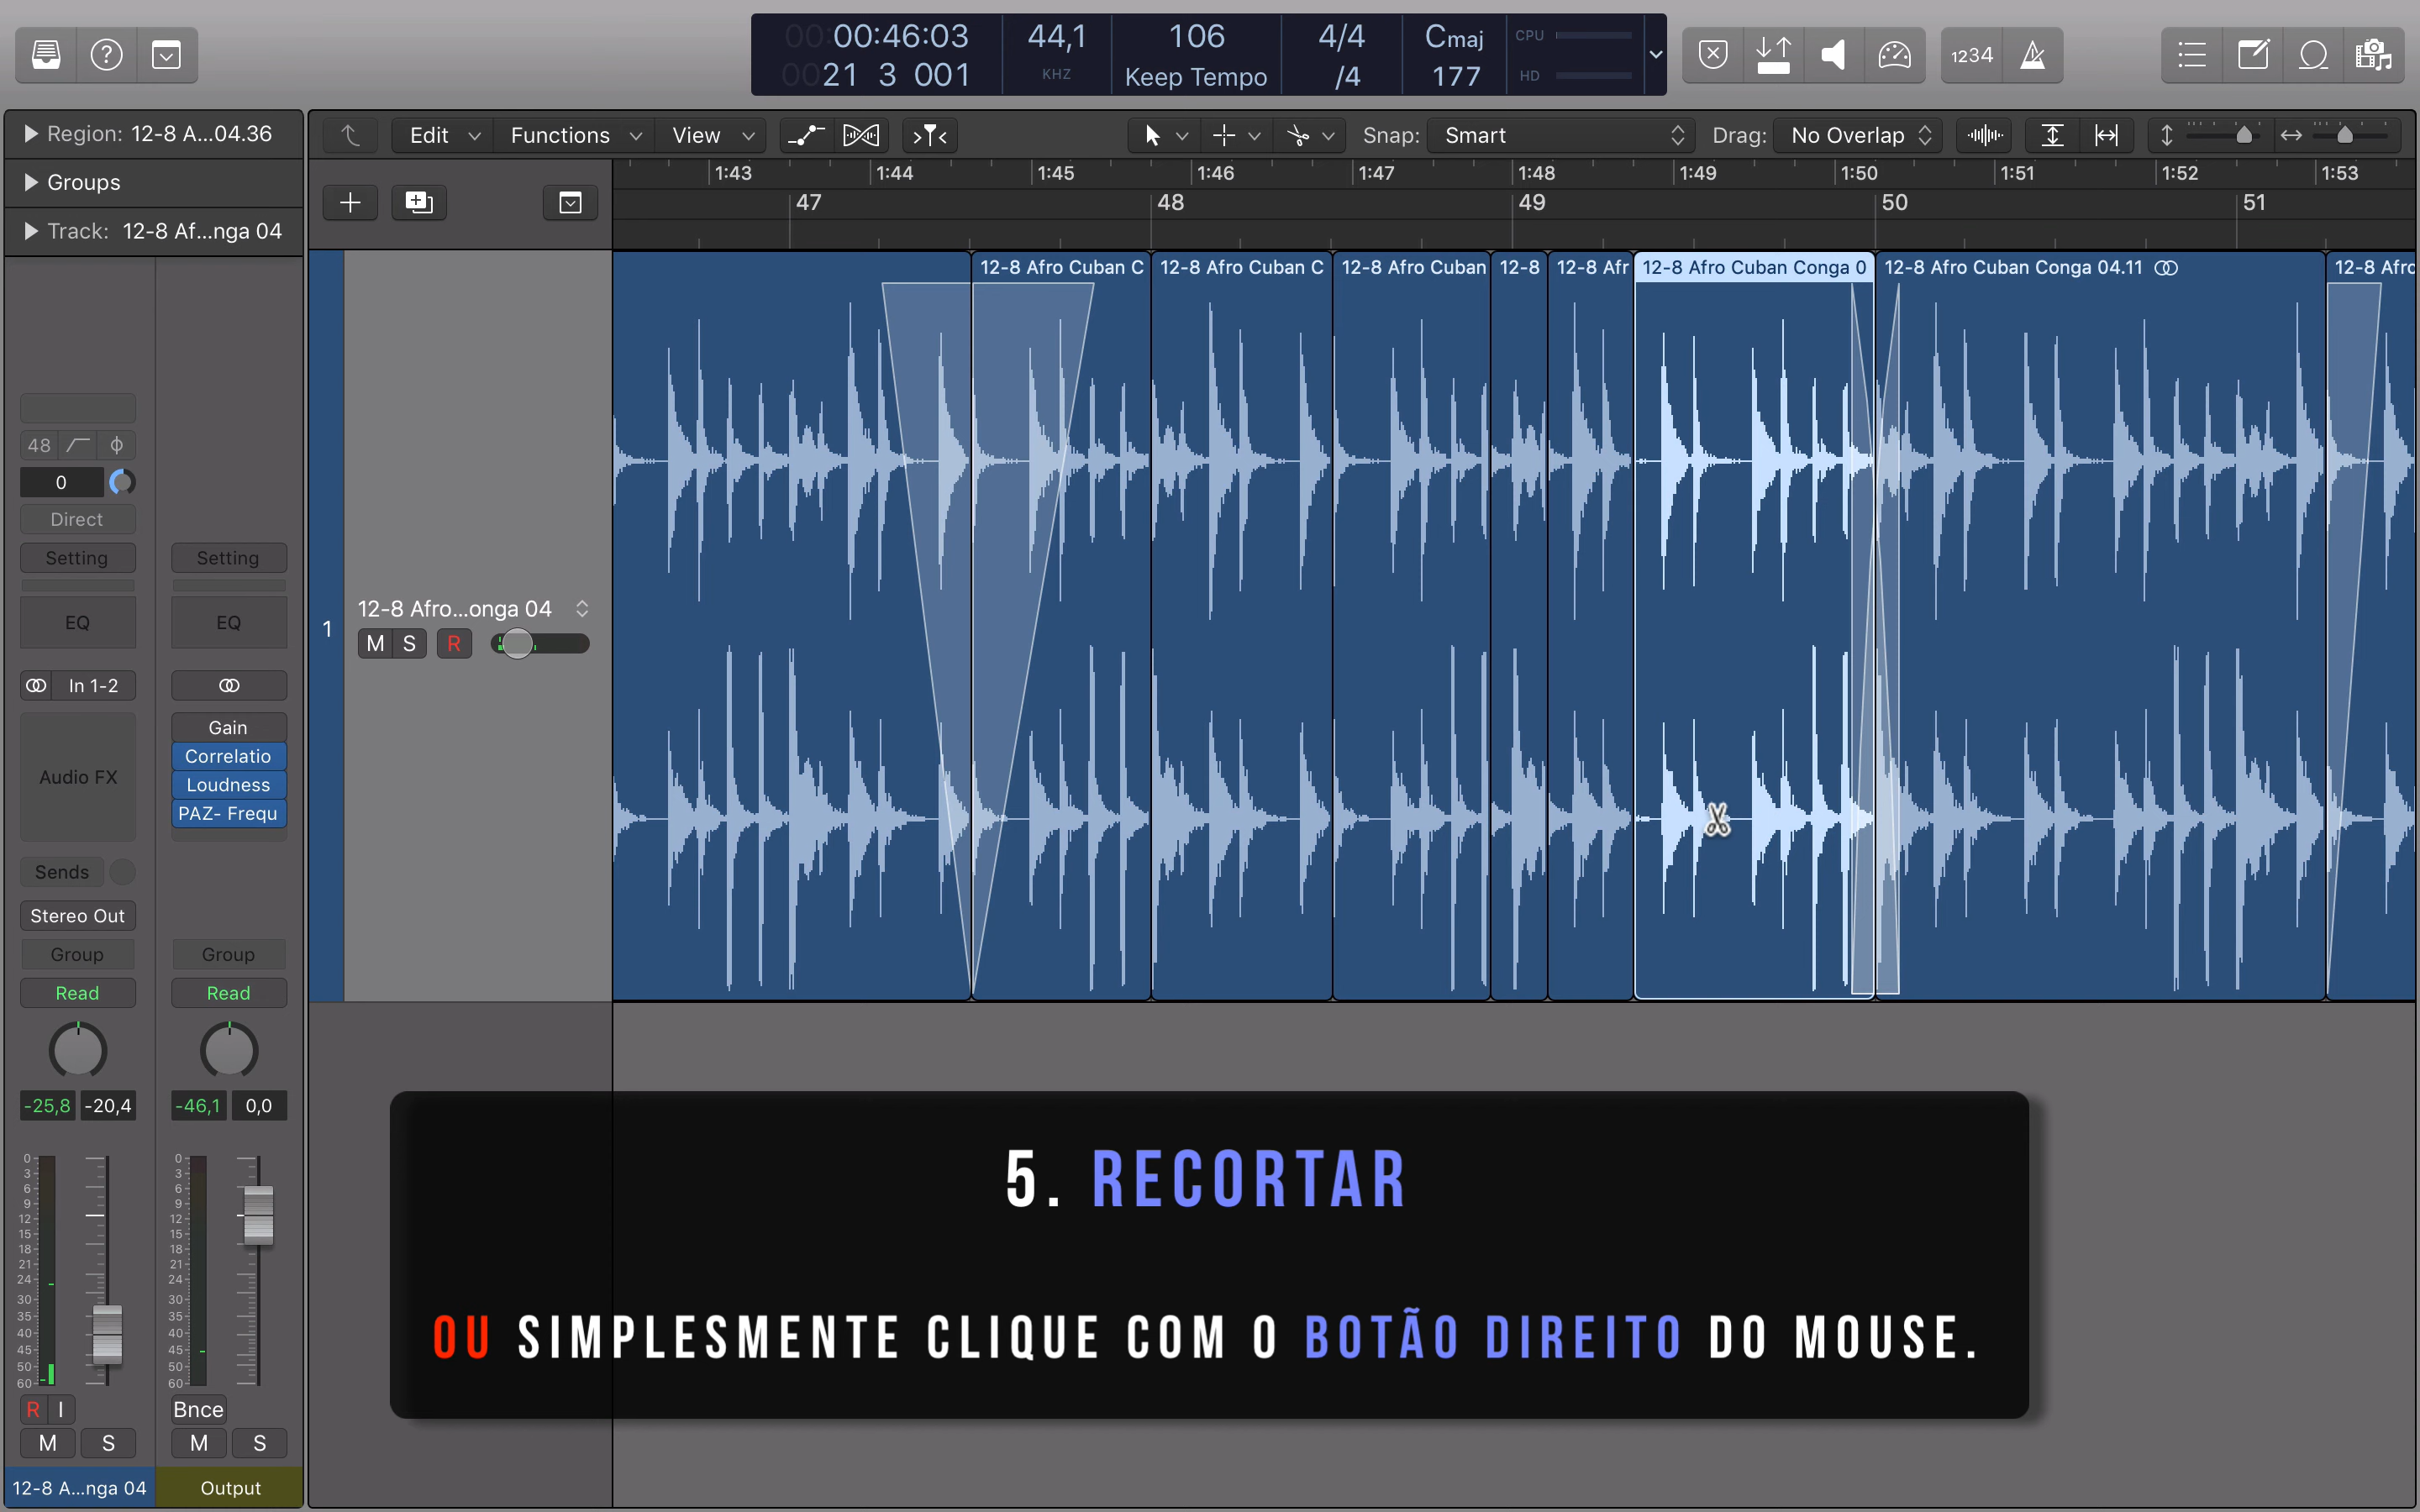 00:00:46:03
0021 3 001
44,1
KHZ
106
Keep Tempo
4/4
/4
Cmaj
177
CPU
HD
1234
Region: 12-8 A...04.36
Groups
Track: 12-8 Af...nga 04
Edit
Functions
View
Snap: Smart
Drag: No Overlap
1:43 1:44 1:45 1:46 1:47 1:48 1:49 1:50 1:51 1:52 1:53
47 48 49 50 51
12-8 Afro Cuban C
12-8 Afro Cuban C
12-8 Afro Cuban
12-8
12-8 Afr
12-8 Afro Cuban Conga 0
12-8 Afro Cuban Conga 04.11
12-8 Afro
48
0
Direct
Setting Setting
EQ EQ
In 1-2
Gain
Correlatio
Audio FX
Loudness
PAZ- Frequ
Sends
Stereo Out
Group Group
Read Read
-25,8 -20,4 -46,1 0,0
0 0
3 3
6 6
9 9
12 12
15 15
18 18
21 21
24 24
30 30
35 35
40 40
45 45
50 50
60 60
R I Bnce
M S M S
12-8 A...nga 04 Output
1
12-8 Afro...onga 04
M S R
5. RECORTAR
OU SIMPLESMENTE CLIQUE COM O BOTÃO DIREITO DO MOUSE.